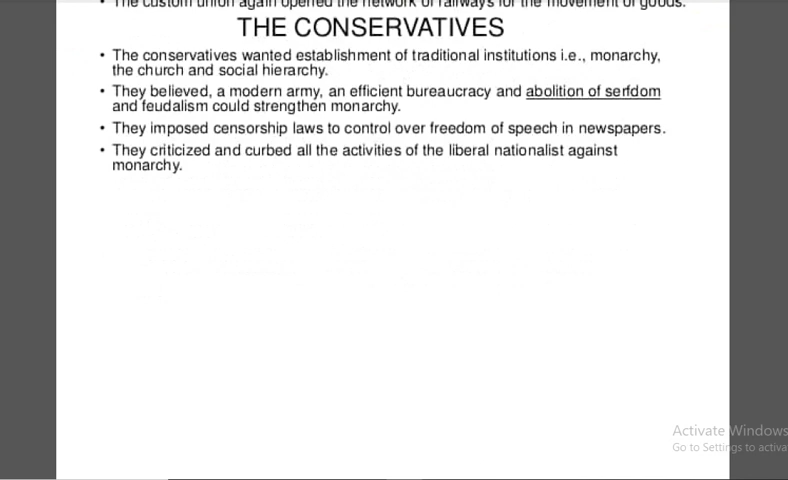 • The custom union again opened the network of railways for the movement of goods.
THE CONSERVATIVES
• The conservatives wanted establishment of traditional institutions i.e., monarchy,
the church and social hierarchy.
• They believed, a modern army, an efficient bureaucracy and abolition of serfdom
and feudalism could strengthen monarchy.
• They imposed censorship laws to control over freedom of speech in newspapers.
• They criticized and curbed all the activities of the liberal nationalist against
monarchy.
Activate Windows
Go to Settings to activa